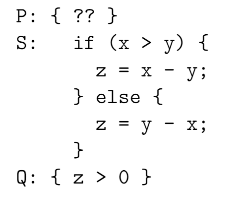 P: { ?? }
S: if (x > y) {
z = x - y;
} else {
z = y - x;
}
Q: { z > 0 }